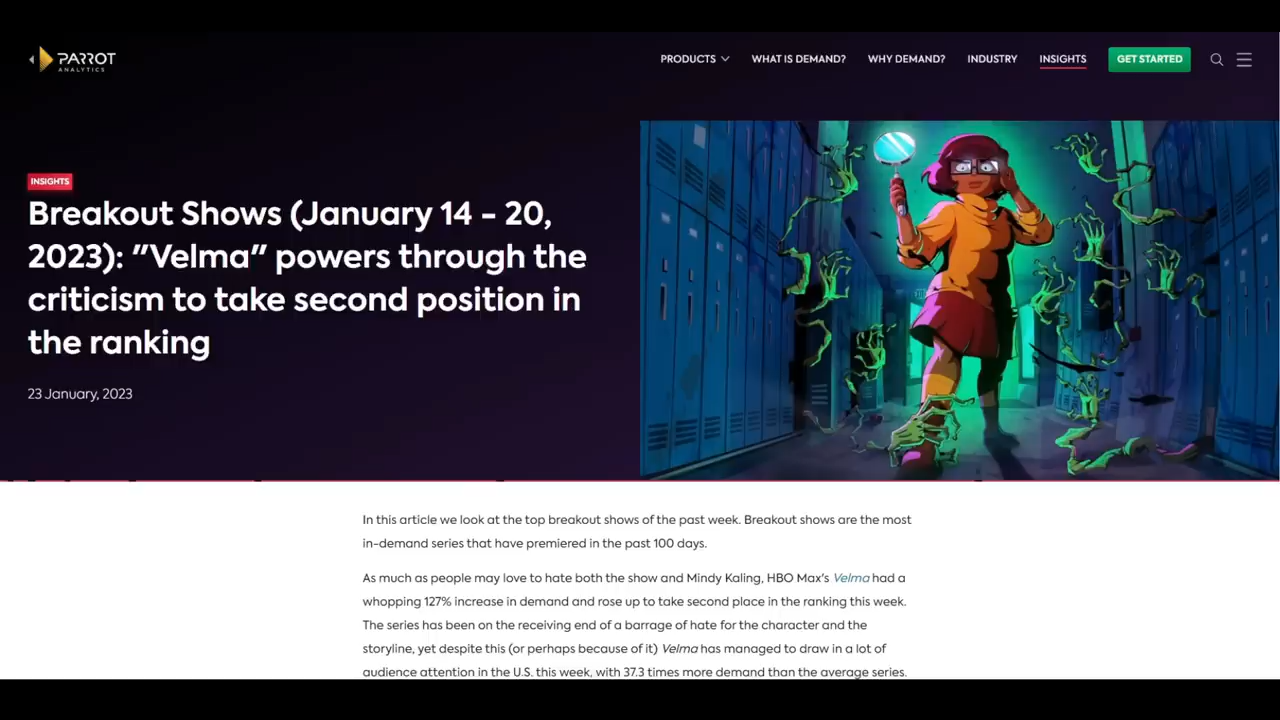 PARROT
ANALYTICS
PRODUCTS
WHAT IS DEMAND?
WHY DEMAND?
INDUSTRY
INSIGHTS
GET STARTED
INSIGHTS
Breakout Shows (January 14 - 20,
2023): "Velma" powers through the
criticism to take second position in
the ranking
23 January, 2023
In this article we look at the top breakout shows of the past week. Breakout shows are the most
in-demand series that have premiered in the past 100 days.
As much as people may love to hate both the show and Mindy Kaling, HBO Max's Velma had a
whopping 127% increase in demand and rose up to take second place in the ranking this week.
The series has been on the receiving end of a barrage of hate for the character and the
storyline, yet despite this (or perhaps because of it) Velma has managed to draw in a lot of
audience attention in the U.S. this week, with 37.3 times more demand than the average series.